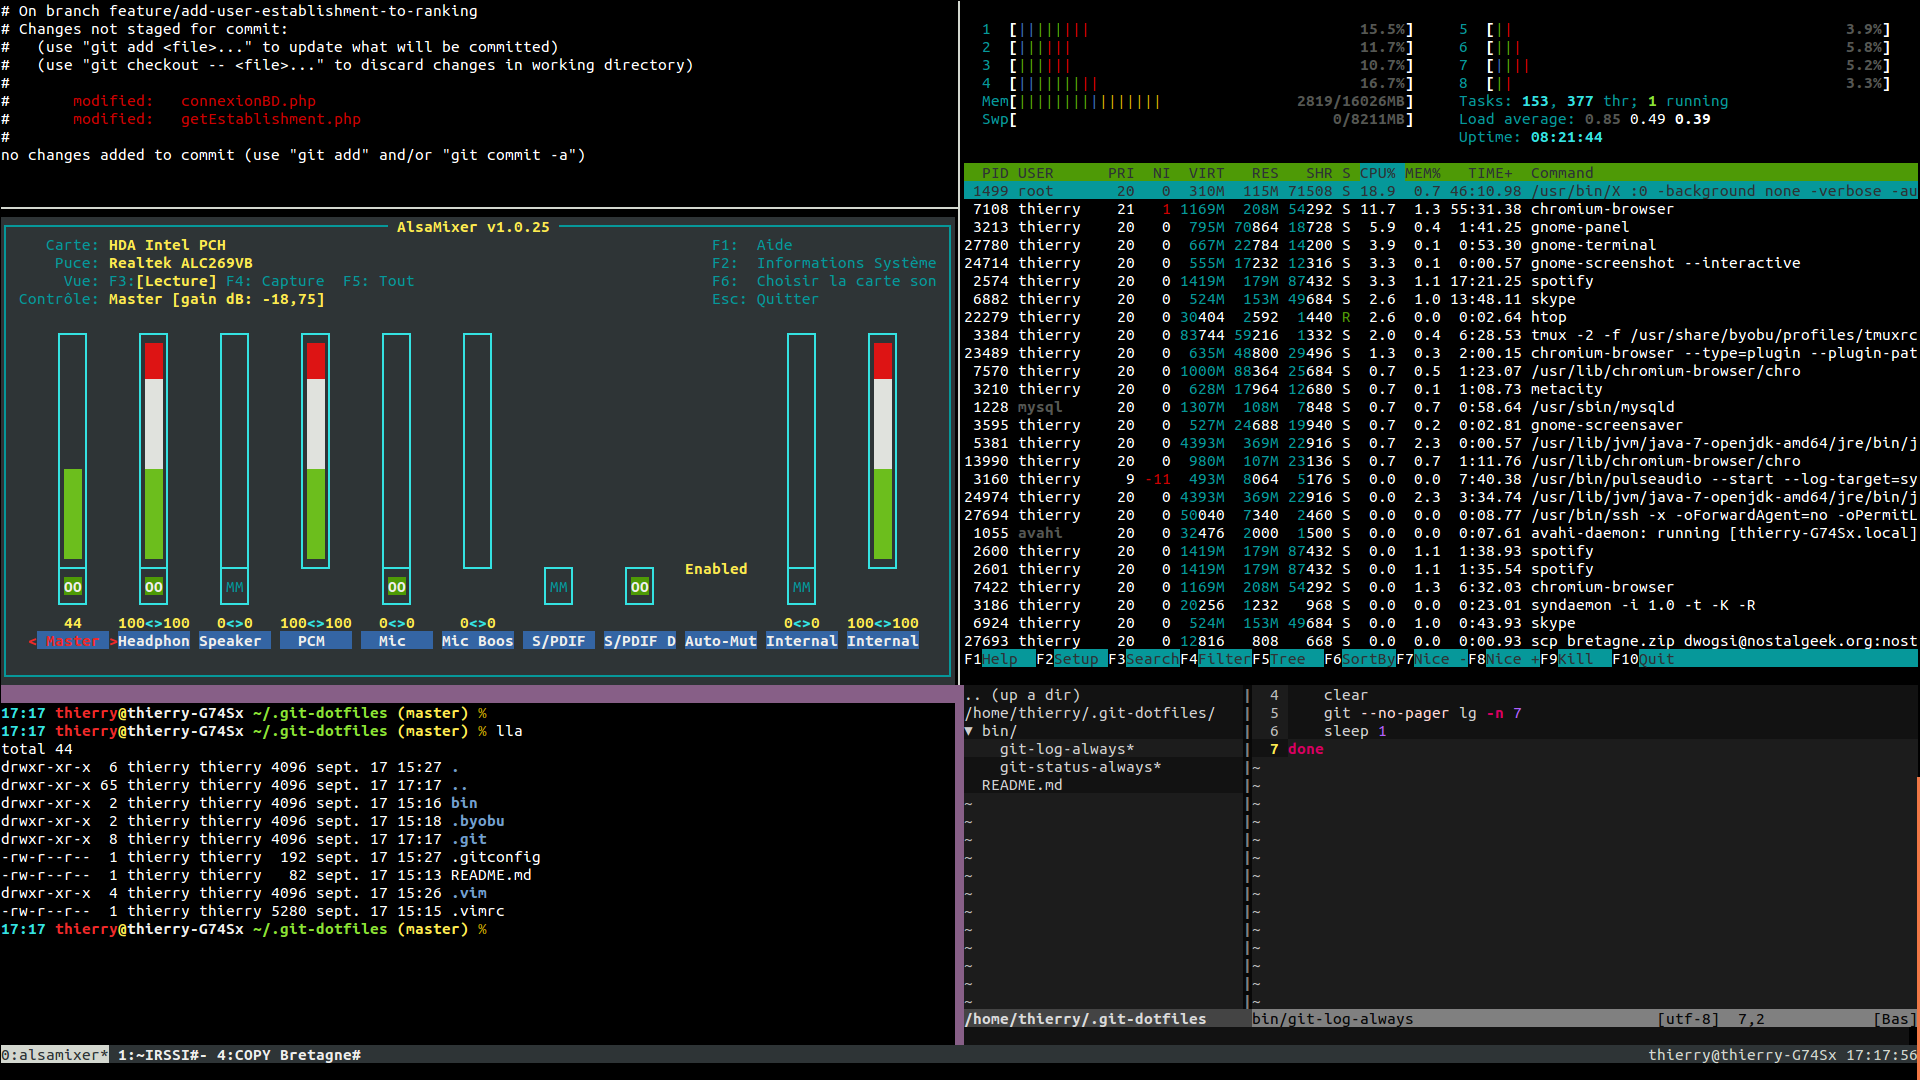 # On branch feature/add-user-establishment-to-ranking
# Changes not staged for commit:
#   (use "git add <file>..." to update what will be committed)
#   (use "git checkout -- <file>..." to discard changes in working directory)
#
#       modified:   connexionBD.php
#       modified:   getEstablishment.php
#
no changes added to commit (use "git add" and/or "git commit -a")
AlsaMixer v1.0.25
Carte: HDA Intel PCH F1: Aide
Puce: Realtek ALC269VB F2: Informations Système
Vue: F3:[Lecture] F4: Capture F5: Tout F6: Choisir la carte son
Contrôle: Master [gain dB: -18,75] Esc: Quitter
Enabled
OO OO MM OO MM OO MM
44 100<>100 0<>0 100<>100 0<>0 0<>0 0<>0 100<>100
< Master >Headphon Speaker PCM Mic Mic Boos S/PDIF S/PDIF D Auto-Mut Internal Internal
1 [|||||||| 15.5%] 5 [|| 3.9%]
2 [|||||| 11.7%] 6 [||| 5.8%]
3 [|||||| 10.7%] 7 [|||| 5.2%]
4 [||||||||| 16.7%] 8 [|| 3.3%]
Mem[|||||||||||||||| 2819/16026MB] Tasks: 153, 377 thr; 1 running
Swp[ 0/8211MB] Load average: 0.85 0.49 0.39
Uptime: 08:21:44
PID USER PRI NI VIRT RES SHR S CPU% MEM% TIME+ Command
1499 root 20 0 310M 115M 71508 S 18.9 0.7 46:10.98 /usr/bin/X :0 -background none -verbose -au
7108 thierry 21 1 1169M 208M 54292 S 11.7 1.3 55:31.38 chromium-browser
3213 thierry 20 0 795M 70864 18728 S 5.9 0.4 1:41.25 gnome-panel
27780 thierry 20 0 667M 22784 14200 S 3.9 0.1 0:53.30 gnome-terminal
24714 thierry 20 0 555M 17232 12316 S 3.3 0.1 0:00.57 gnome-screenshot --interactive
2574 thierry 20 0 1419M 179M 87432 S 3.3 1.1 17:21.25 spotify
6882 thierry 20 0 524M 153M 49684 S 2.6 1.0 13:48.11 skype
22279 thierry 20 0 30404 2592 1440 R 2.6 0.0 0:02.64 htop
3384 thierry 20 0 83744 59216 1332 S 2.0 0.4 6:28.53 tmux -2 -f /usr/share/byobu/profiles/tmuxrc
23489 thierry 20 0 635M 48800 29496 S 1.3 0.3 2:00.15 chromium-browser --type=plugin --plugin-pat
7570 thierry 20 0 1000M 88364 25684 S 0.7 0.5 1:23.07 /usr/lib/chromium-browser/chro
3210 thierry 20 0 628M 17964 12680 S 0.7 0.1 1:08.73 metacity
1228 mysql 20 0 1307M 108M 7848 S 0.7 0.7 0:58.64 /usr/sbin/mysqld
3595 thierry 20 0 527M 24688 19940 S 0.7 0.2 0:02.81 gnome-screensaver
5381 thierry 20 0 4393M 369M 22916 S 0.7 2.3 0:00.57 /usr/lib/jvm/java-7-openjdk-amd64/jre/bin/j
13990 thierry 20 0 980M 107M 23136 S 0.7 0.7 1:11.76 /usr/lib/chromium-browser/chro
3160 thierry 9 -11 493M 8064 5176 S 0.0 0.0 7:40.38 /usr/bin/pulseaudio --start --log-target=sy
24974 thierry 20 0 4393M 369M 22916 S 0.0 2.3 3:34.74 /usr/lib/jvm/java-7-openjdk-amd64/jre/bin/j
27694 thierry 20 0 50040 7340 2460 S 0.0 0.0 0:08.77 /usr/bin/ssh -x -oForwardAgent=no -oPermitL
1055 avahi 20 0 32476 2000 1500 S 0.0 0.0 0:07.61 avahi-daemon: running [thierry-G74Sx.local]
2600 thierry 20 0 1419M 179M 87432 S 0.0 1.1 1:38.93 spotify
2601 thierry 20 0 1419M 179M 87432 S 0.0 1.1 1:35.54 spotify
7422 thierry 20 0 1169M 208M 54292 S 0.0 1.3 6:32.03 chromium-browser
3186 thierry 20 0 20256 1232 968 S 0.0 0.0 0:23.01 syndaemon -i 1.0 -t -K -R
6924 thierry 20 0 524M 153M 49684 S 0.0 1.0 0:43.93 skype
27693 thierry 20 0 12816 808 668 S 0.0 0.0 0:00.93 scp bretagne.zip dwogsi@nostalgeek.org:nost
F1Help F2Setup F3SearchF4FilterF5Tree F6SortByF7Nice -F8Nice +F9Kill F10Quit
17:17 thierry@thierry-G74Sx ~/.git-dotfiles (master) %
17:17 thierry@thierry-G74Sx ~/.git-dotfiles (master) % lla
total 44
drwxr-xr-x  6 thierry thierry 4096 sept. 17 15:27 .
drwxr-xr-x 65 thierry thierry 4096 sept. 17 17:17 ..
drwxr-xr-x  2 thierry thierry 4096 sept. 17 15:16 bin
drwxr-xr-x  2 thierry thierry 4096 sept. 17 15:18 .byobu
drwxr-xr-x  8 thierry thierry 4096 sept. 17 17:17 .git
-rw-r--r--  1 thierry thierry  192 sept. 17 15:27 .gitconfig
-rw-r--r--  1 thierry thierry   82 sept. 17 15:13 README.md
drwxr-xr-x  4 thierry thierry 4096 sept. 17 15:26 .vim
-rw-r--r--  1 thierry thierry 5280 sept. 17 15:15 .vimrc
17:17 thierry@thierry-G74Sx ~/.git-dotfiles (master) %
.. (up a dir)
/home/thierry/.git-dotfiles/
▼ bin/
git-log-always*
git-status-always*
README.md
~
~
~
~
~
~
~
~
~
~
~
~
/home/thierry/.git-dotfiles
4 clear
5 git --no-pager lg -n 7
6 sleep 1
7 done
~
~
~
~
~
~
~
~
~
~
~
~
~
~
bin/git-log-always [utf-8] 7,2 [Bas]
0:alsamixer* 1:~IRSSI#- 4:COPY Bretagne# thierry@thierry-G74Sx 17:17:56